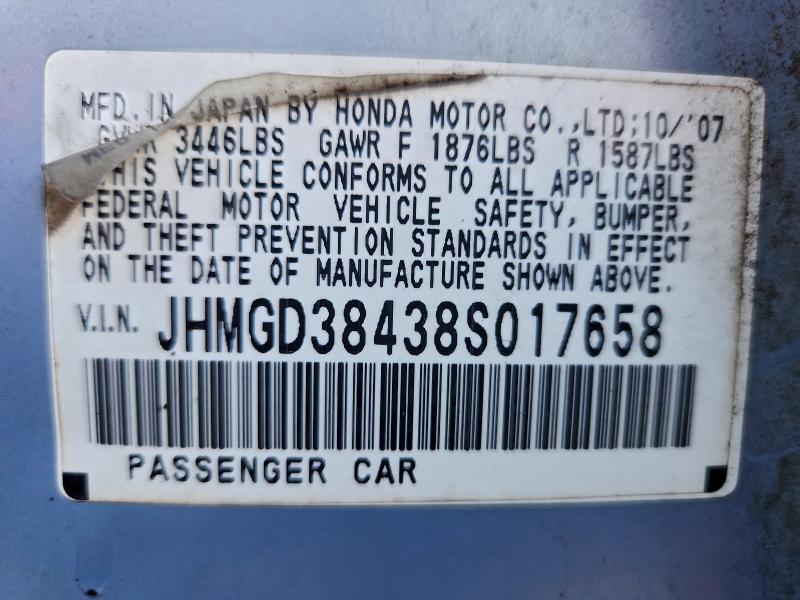 MFD. IN JAPAN BY HONDA MOTOR CO.,LTD;10/'07
GVWR 3446LBS GAWR F 1876LBS R 1587LBS
THIS VEHICLE CONFORMS TO ALL APPLICABLE
FEDERAL MOTOR VEHICLE SAFETY, BUMPER,
AND THEFT PREVENTION STANDARDS IN EFFECT
ON THE DATE OF MANUFACTURE SHOWN ABOVE.
V.I.N. JHMGD38438S017658
PASSENGER CAR